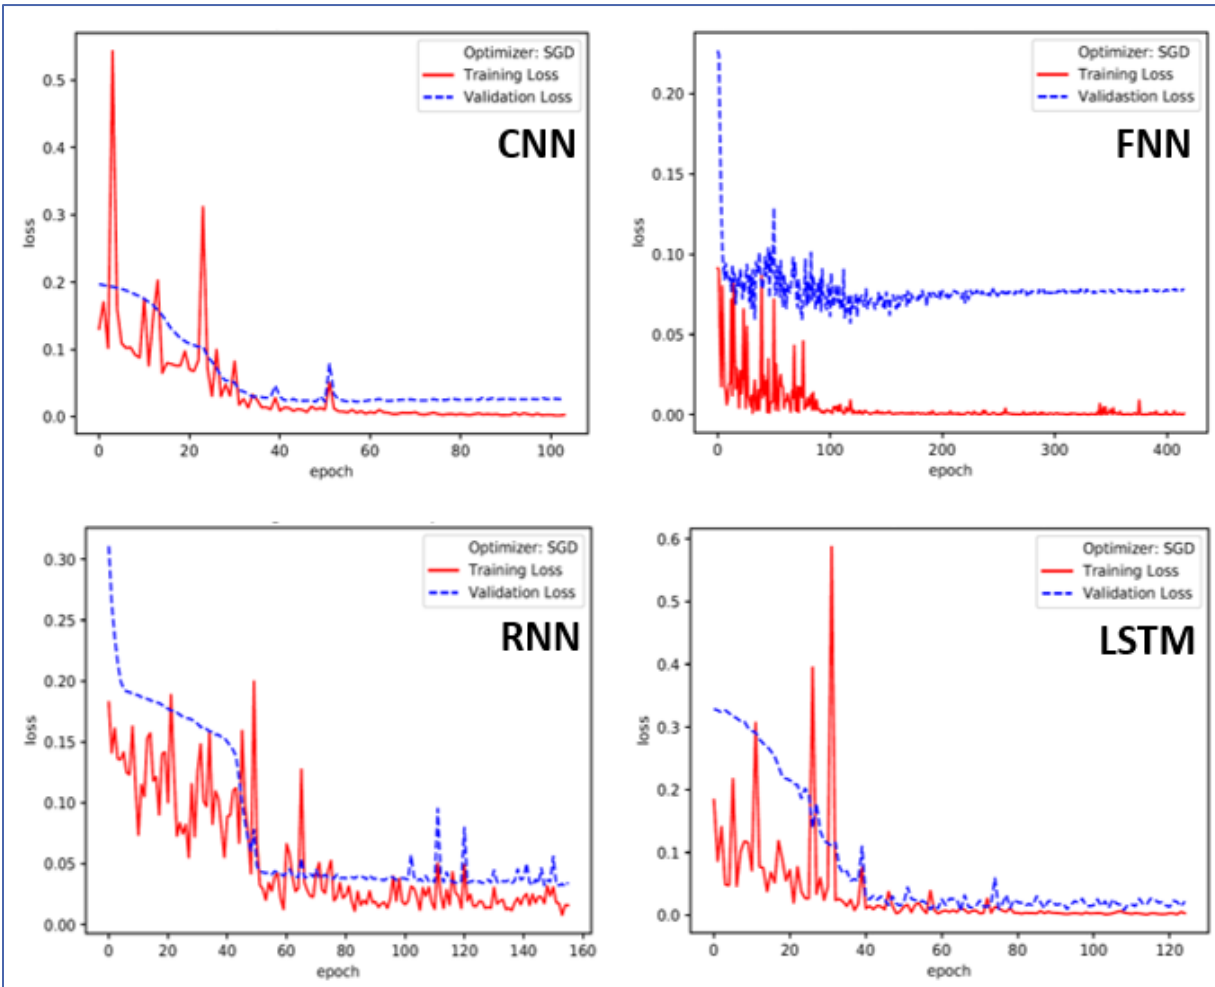 Optimizer: SGD
Training Loss
Validation Loss
CNN
0.5
0.4
0.3
0.2
0.1
0.0
loss
0 20 40 60 80 100
epoch
Optimizer: SGD
Training Loss
Validastion Loss
FNN
0.20
0.15
0.10
0.05
0.00
loss
0 100 200 300 400
epoch
Optimizer: SGD
Training Loss
Validation Loss
RNN
0.30
0.25
0.20
0.15
0.10
0.05
0.00
loss
0 20 40 60 80 100 120 140 160
epoch
Optimizer: SGD
Training Loss
Validation Loss
LSTM
0.6
0.5
0.4
0.3
0.2
0.1
0.0
loss
0 20 40 60 80 100 120
epoch